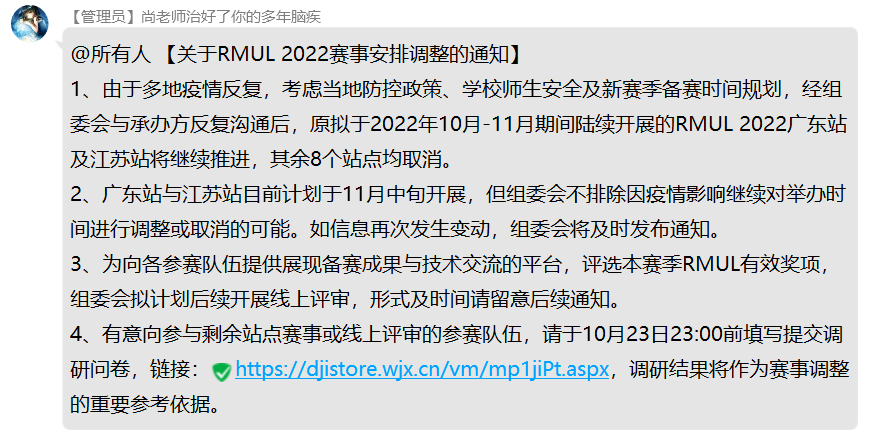 【管理员】尚老师治好了你的多年脑疾
@所有人 【关于RMUL 2022赛事安排调整的通知】
1、由于多地疫情反复，考虑当地防控政策、学校师生安全及新赛季备赛时间规划，经组
委会与承办方反复沟通后，原拟于2022年10月-11月期间陆续开展的RMUL 2022广东站
及江苏站将继续推进，其余8个站点均取消。
2、广东站与江苏站目前计划于11月中旬开展，但组委会不排除因疫情影响继续对举办时
间进行调整或取消的可能。如信息再次发生变动，组委会将及时发布通知。
3、为向各参赛队伍提供展现备赛成果与技术交流的平台，评选本赛季RMUL有效奖项，
组委会拟计划后续开展线上评审，形式及时间请留意后续通知。
4、有意向参与剩余站点赛事或线上评审的参赛队伍，请于10月23日23:00前填写提交调
研问卷，链接：https://djistore.wjx.cn/vm/mp1jiPt.aspx，调研结果将作为赛事调整
的重要参考依据。